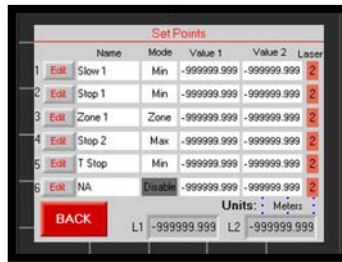 Set Points
Name Mode Value 1 Value 2 Laser
1 Edit Slow 1 Min -999999.999 -999999.999 2
2 Edit Stop 1 Min -999999.999 -999999.999 2
3 Edit Zone 1 Zone -999999.999 -999999.999 2
4 Edit Stop 2 Max -999999.999 -999999.999 2
5 Edit T Stop Min -999999.999 -999999.999 2
6 Edit NA Disable -999999.999 -999999.999 2
Units: Meters
BACK
L1 -999999.999 L2 -999999.999